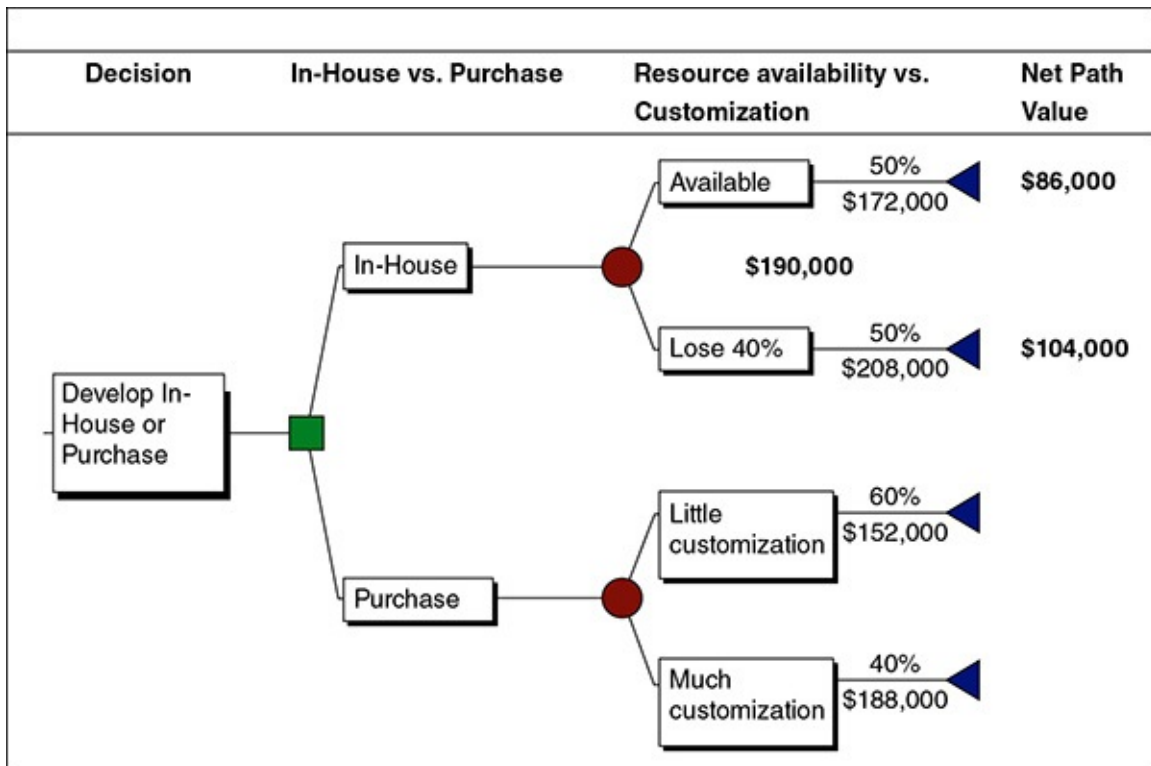 Decision
In-House vs. Purchase
Resource availability vs.
Customization
Net Path
Value
50%
Available
$172,000
$86,000
In-House
$190,000
50%
Lose 40%
$208,000
$104,000
Develop In-
House or
Purchase
60%
Little
customization
$152,000
Purchase
40%
Much
customization
$188,000